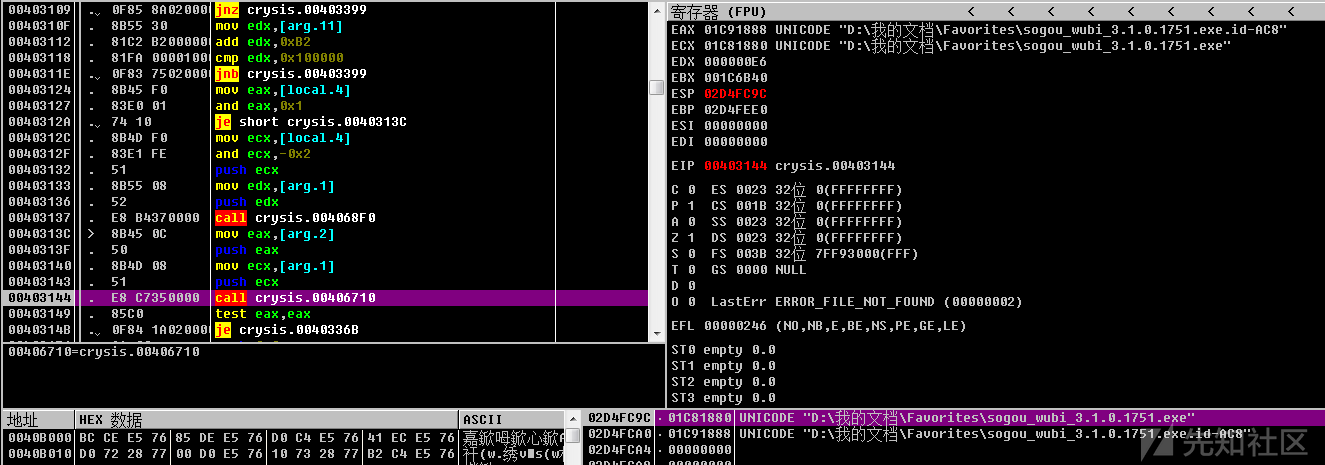 00403109 . 0F85 8A02000( jnz crysis.00403399
0040310F . 8B55 30 mov edx,[arg.11]
00403112 . 81C2 B200000( add edx,0xB2
00403118 . 81FA 0000100( cmp edx,0x100000
0040311E . 0F83 7502000( jnb crysis.00403399
00403124 . 8B45 F0 mov eax,[local.4]
00403127 . 83E0 01 and eax,0x1
0040312A . 74 10 je short crysis.0040313C
0040312C . 8B4D F0 mov ecx,[local.4]
0040312F . 83E1 FE and ecx,-0x2
00403132 . 51 push ecx
00403133 . 8B55 08 mov edx,[arg.1]
00403136 . 52 push edx
00403137 . E8 B4370000 call crysis.004068F0
0040313C > 8B45 0C mov eax,[arg.2]
0040313F . 50 push eax
00403140 . 8B4D 08 mov ecx,[arg.1]
00403143 . 51 push ecx
00403144 . E8 C7350000 call crysis.00406710
00403149 . 85C0 test eax,eax
0040314B . 0F84 1A02000( je crysis.0040336B
00406710=crysis.00406710
寄存器 (FPU) < < < < < < < < <
EAX 01C91888 UNICODE "D:\我的文档\Favorites\sogou_wubi_3.1.0.1751.exe.id-AC8"
ECX 01C81880 UNICODE "D:\我的文档\Favorites\sogou_wubi_3.1.0.1751.exe"
EDX 000000E6
EBX 001C6B40
ESP 02D4FC9C
EBP 02D4FEE0
ESI 00000000
EDI 00000000
EIP 00403144 crysis.00403144
C 0 ES 0023 32位 0(FFFFFFFF)
P 1 CS 001B 32位 0(FFFFFFFF)
A 0 SS 0023 32位 0(FFFFFFFF)
Z 1 DS 0023 32位 0(FFFFFFFF)
S 0 FS 003B 32位 7FF93000(FFF)
T 0 GS 0000 NULL
D 0
O 0 LastErr ERROR_FILE_NOT_FOUND (00000002)
EFL 00000246 (NO,NB,E,BE,NS,PE,GE,LE)
ST0 empty 0.0
ST1 empty 0.0
ST2 empty 0.0
ST3 empty 0.0
地址 HEX 数据 ASCII
0040B000 BC CE E5 76 85 DE E5 76 D0 C4 E5 76 41 EC E5 76
0040B010 D0 72 28 77 00 D0 E5 76 10 73 28 77 B2 C4 E5 76
02D4FC9C 01C81880 UNICODE "D:\我的文档\Favorites\sogou_wubi_3.1.0.1751.exe"
02D4FCA0 01C91888 UNICODE "D:\我的文档\Favorites\sogou_wubi_3.1.0.1751.exe.id-AC8"
02D4FCA4 00000000
先知社区